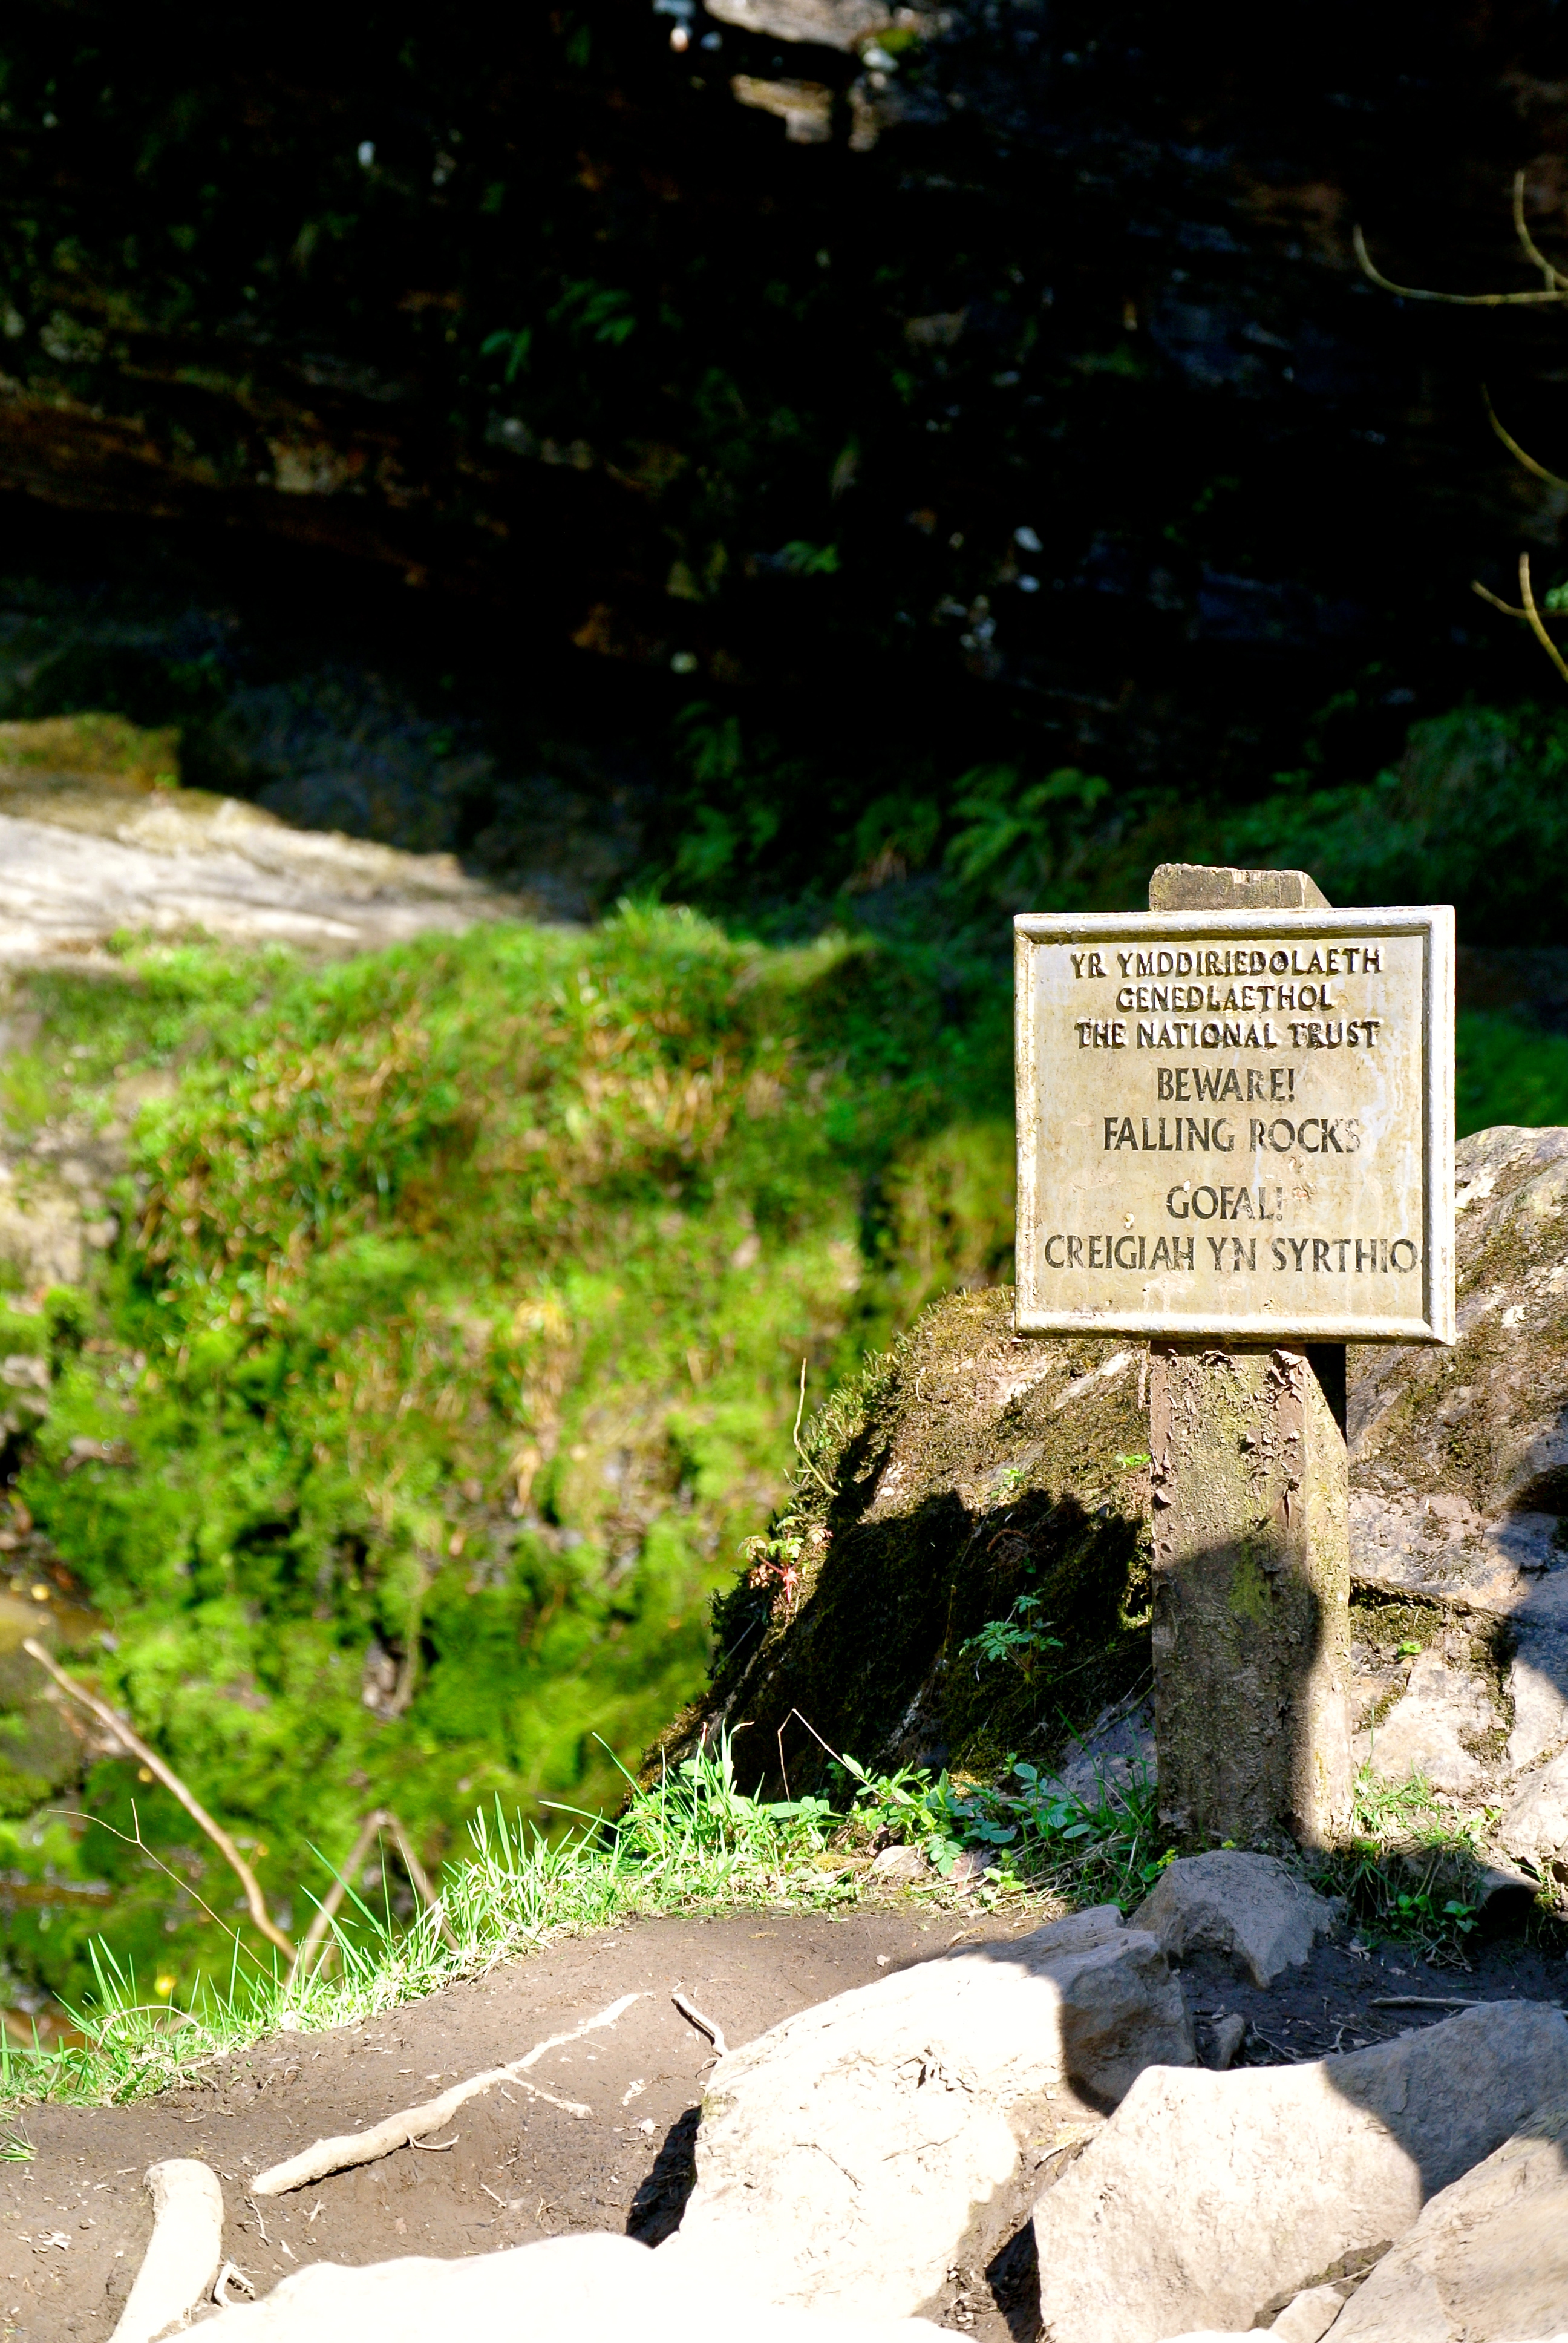 YR YMDDIRIEDOLAETH
GENEDLAETHOL
THE NATIONAL TRUST
BEWARE!
FALLING ROCKS
GOFAL!
CREIGIAH YN SYRTHIO